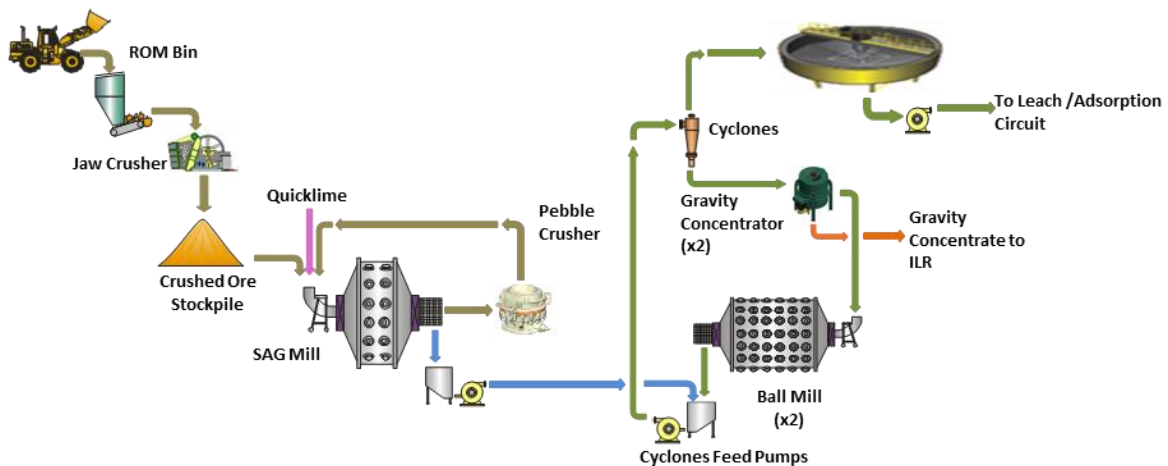 ROM Bin
Jaw Crusher
Crushed Ore
Stockpile
Quicklime
SAG Mill
Pebble
Crusher
Cyclones
Gravity
Concentrator
(x2)
To Leach /Adsorption
Circuit
Gravity
Concentrate to
ILR
Ball Mill
(x2)
Cyclones Feed Pumps